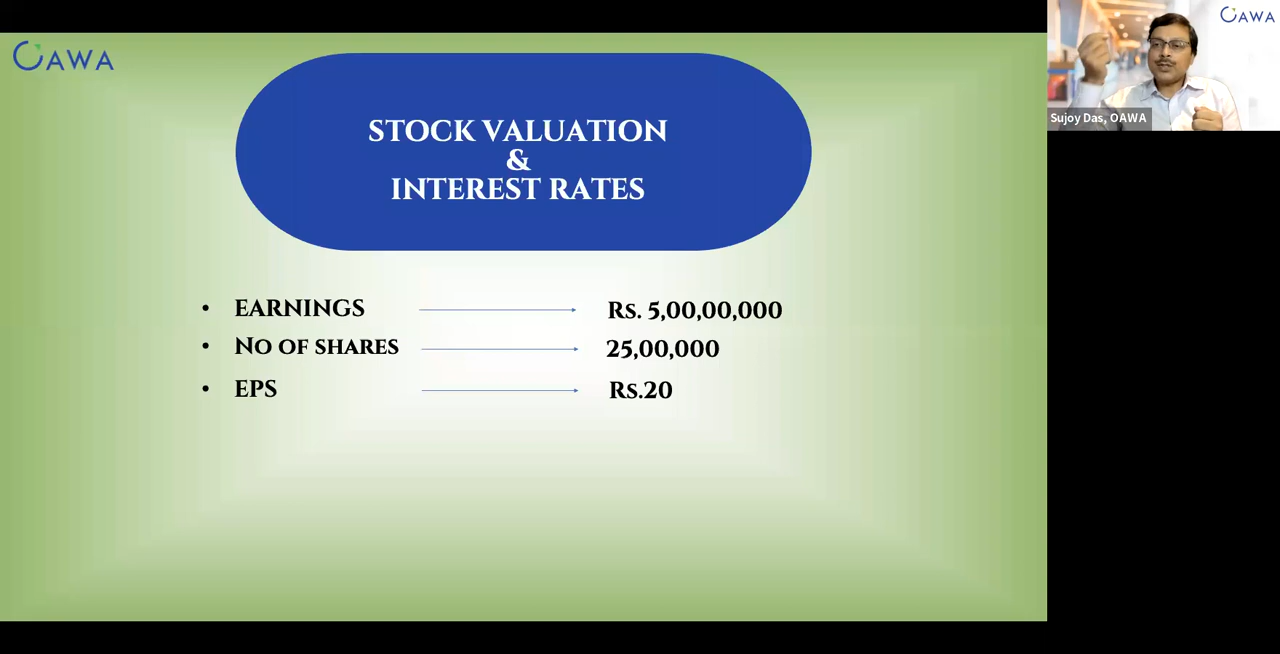 OAWA
OAWA
Sujoy Das, OAWA
STOCK VALUATION
&
INTEREST RATES
• EARNINGS Rs. 5,00,00,000
• No of shares 25,00,000
• EPS Rs.20